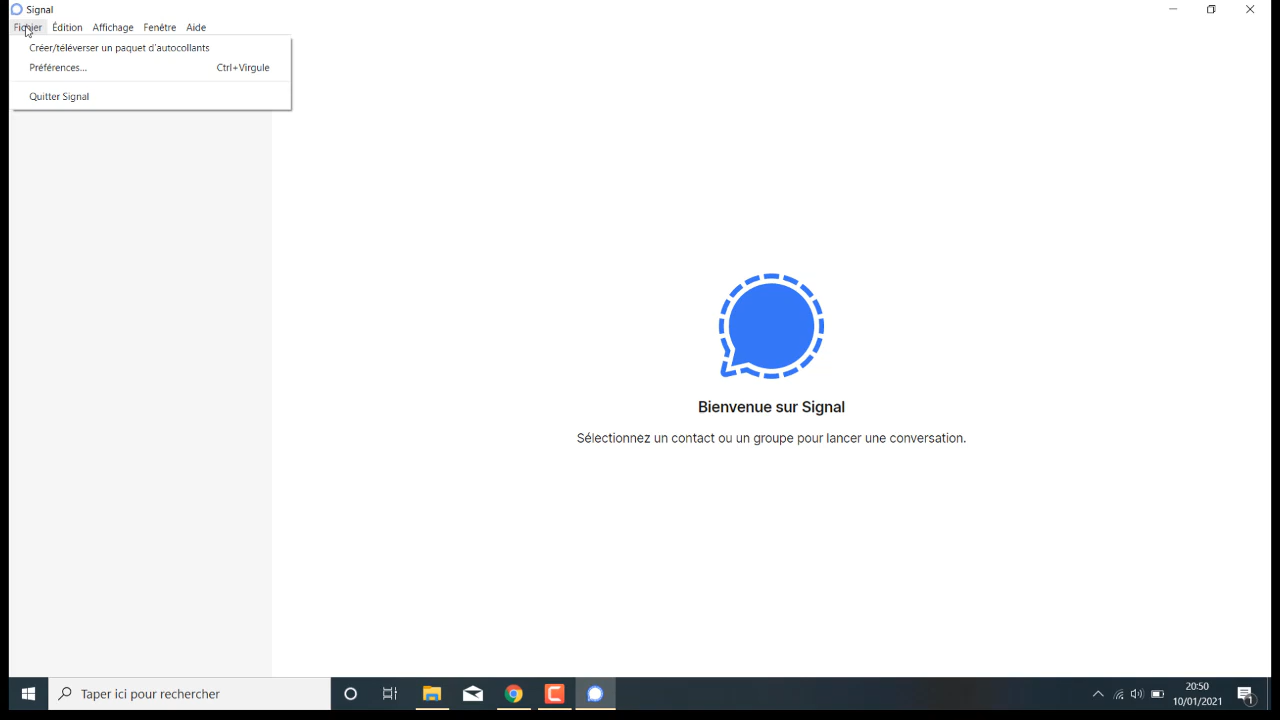 Signal
Fichier Édition Affichage Fenêtre Aide
Créer/téléverser un paquet d'autocollants
Préférences... Ctrl+Virgule
Quitter Signal
Bienvenue sur Signal
Sélectionnez un contact ou un groupe pour lancer une conversation.
Taper ici pour rechercher
20:50
10/01/2021
1